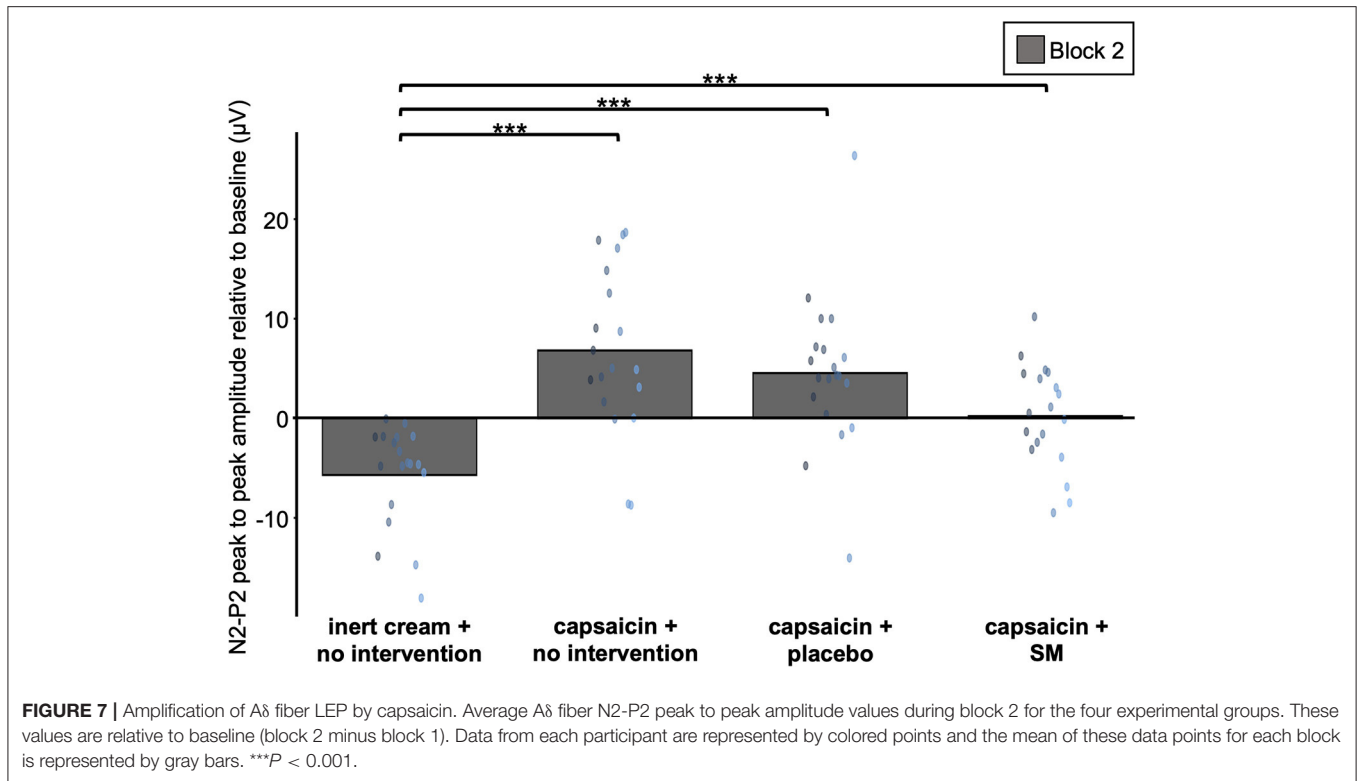 Block 2
***
***
***
N2-P2 peak to peak amplitude relative to baseline (µV)
20
10
0
-10
inert cream +
no intervention
capsaicin +
no intervention
capsaicin +
placebo
capsaicin +
SM
FIGURE 7 | Amplification of Aδ fiber LEP by capsaicin. Average Aδ fiber N2-P2 peak to peak amplitude values during block 2 for the four experimental groups. These
values are relative to baseline (block 2 minus block 1). Data from each participant are represented by colored points and the mean of these data points for each block
is represented by gray bars. ***P < 0.001.